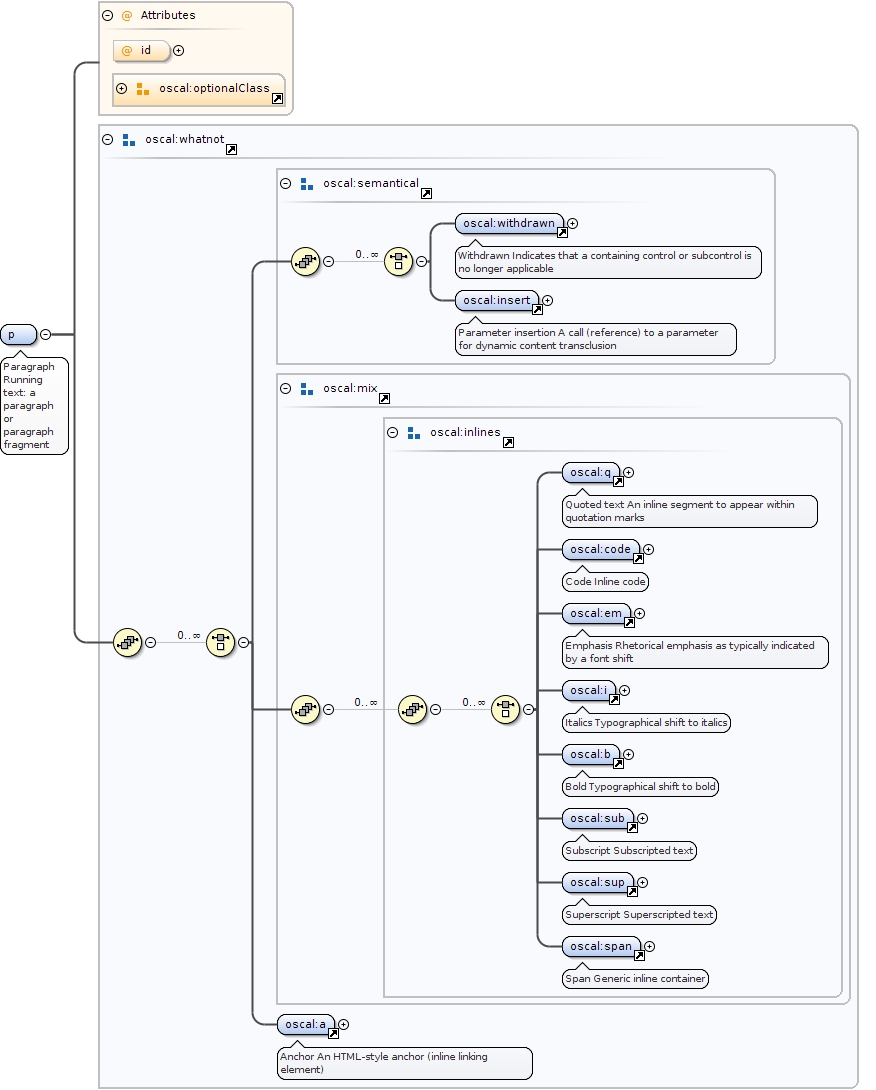 Attributes
@ id
oscal:optionalClass
oscal:whatnot
oscal:semantical
oscal:withdrawn
0..∞
Withdrawn Indicates that a containing control or subcontrol is
no longer applicable
oscal:insert
Parameter insertion A call (reference) to a parameter
for dynamic content transclusion
p
Paragraph
Running
text: a
paragraph
or
paragraph
fragment
oscal:mix
oscal:inlines
oscal:q
Quoted text An inline segment to appear within
quotation marks
oscal:code
Code Inline code
oscal:em
Emphasis Rhetorical emphasis as typically indicated
by a font shift
0..∞
oscal:i
0..∞
0..∞
Italics Typographical shift to italics
oscal:b
Bold Typographical shift to bold
oscal:sub
Subscript Subscripted text
oscal:sup
Superscript Superscripted text
oscal:span
Span Generic inline container
oscal:a
Anchor An HTML-style anchor (inline linking
element)